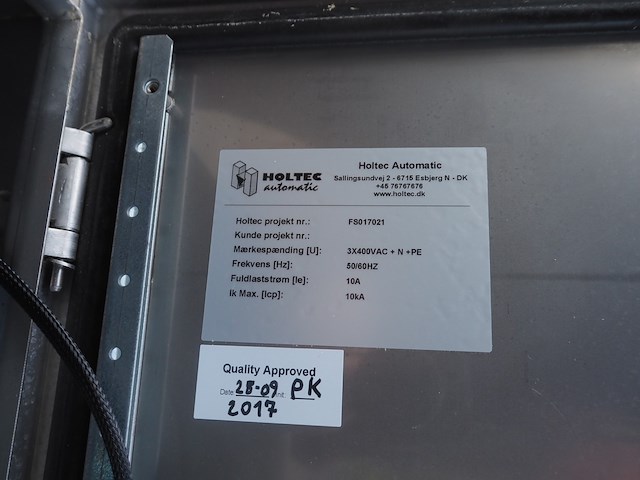 HOLTEC
automatic
Holtec Automatic
Sallingsundvej 2 - 6715 Esbjerg N - DK
+45 76767676
www.holtec.dk
Holtec projekt nr.: FS017021
Kunde projekt nr.:
Mærkespænding [U]: 3X400VAC + N +PE
Frekvens [Hz]: 50/60HZ
Fuldlaststrøm [Ie]: 10A
Ik Max. [Icp]: 10kA
Quality Approved
Date: 28-09 Init: PK
2017